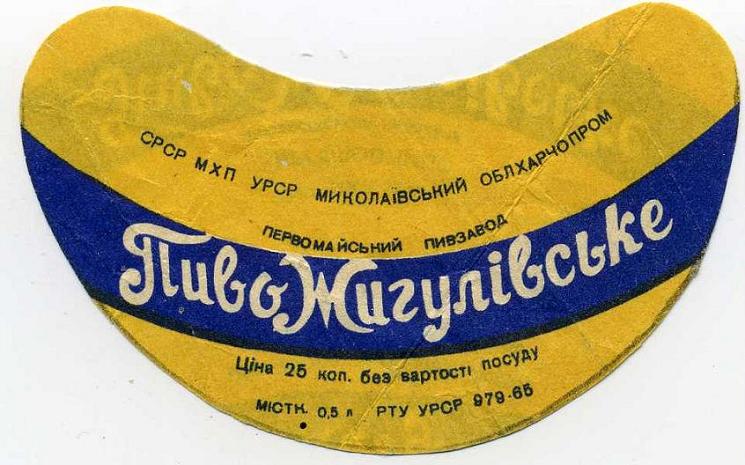 СРСР МХП УРСР МИКОЛАЇВСЬКИЙ ОБЛХАРЧОПРОМ
ПЕРВОМАЙСЬКИЙ ПИВЗАВОД
Пиво Жигулівське
Ціна 25 коп. без вартості посуду
МІСТК. 0,5 л РТУ УРСР 979-65